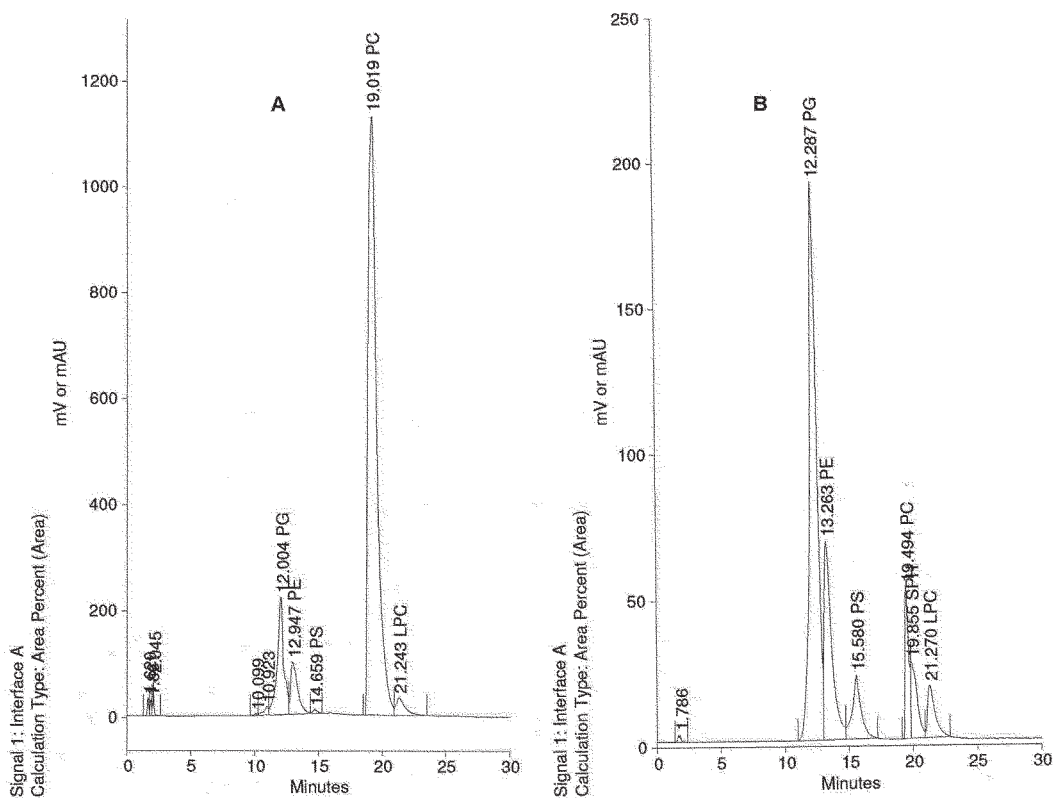 A
mV or mAU
1200
1000
800
600
400
200
0
2.045
10.099
10.923
12.004 PG
12.947 PE
14.659 PS
19.019 PC
21.243 LPC
0 5 10 15 20 25 30
Minutes
Signal 1: Interface A
Calculation Type: Area Percent (Area)
B
mV or mAU
250
200
150
100
50
0
1.786
12.287 PG
13.263 PE
15.580 PS
19.494 PC
19.855
21.270 LPC
0 5 10 15 20 25 30
Minutes
Signal 1: Interface A
Calculation Type: Area Percent (Area)